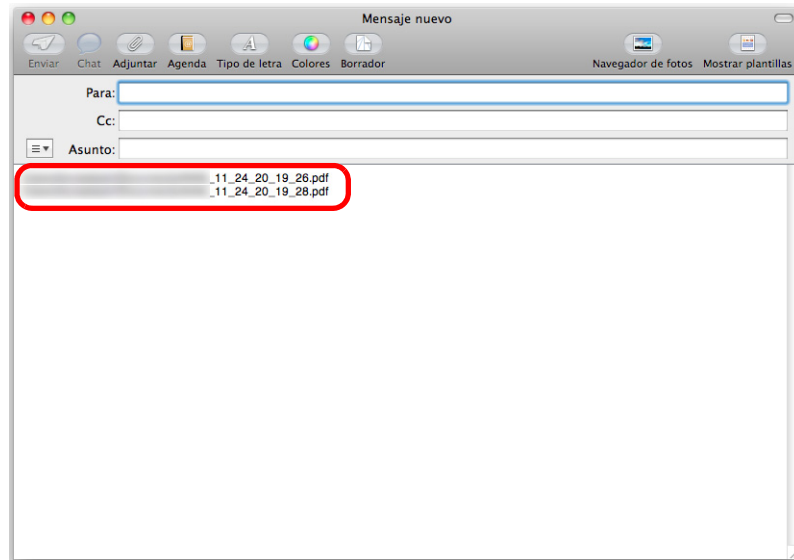 Mensaje nuevo
Enviar Chat Adjuntar Agenda Tipo de letra Colores Borrador Navegador de fotos Mostrar plantillas
Para:
Cc:
Asunto:
_11_24_20_19_26.pdf
_11_24_20_19_28.pdf